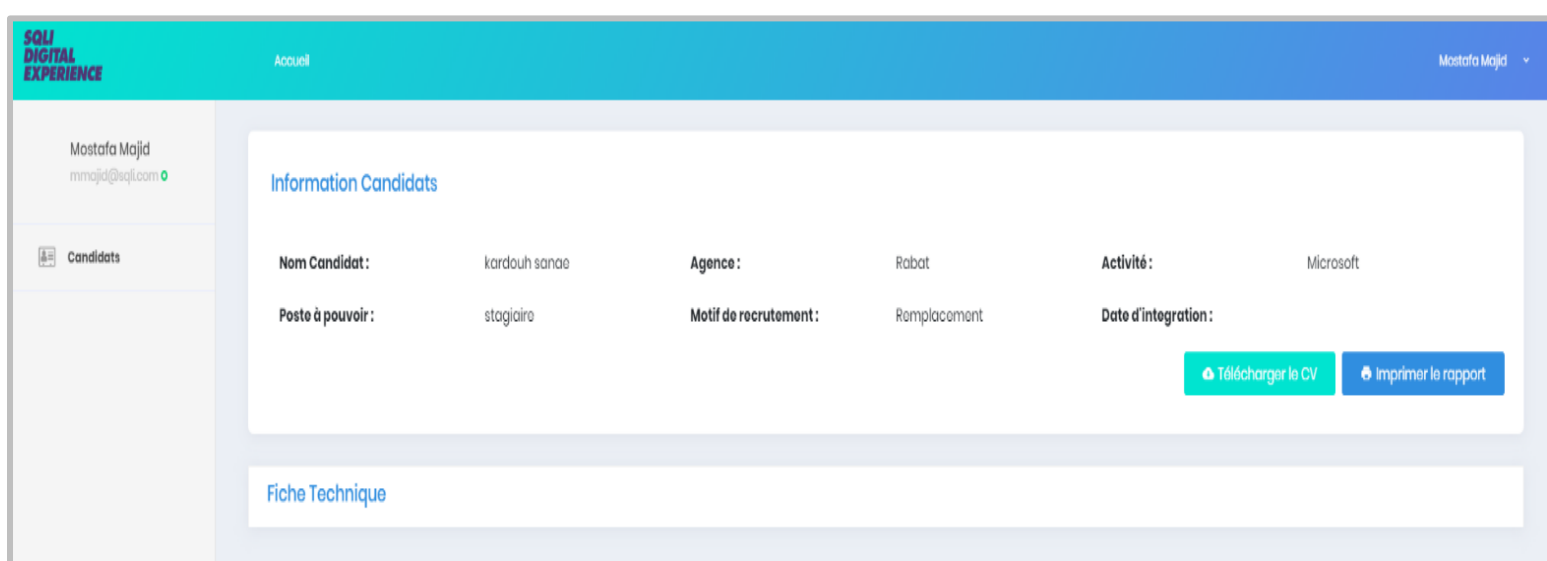 SQLI
DIGITAL
EXPERIENCE
Accueil
Mostafa Majid
Mostafa Majid
mmajid@sqli.com
Candidats
Information Candidats
Nom Candidat : kardouh sanae Agence : Rabat Activité : Microsoft
Poste à pouvoir : stagiaire Motif de recrutement : Remplacement Date d'integration :
Télécharger le CV Imprimer le rapport
Fiche Technique